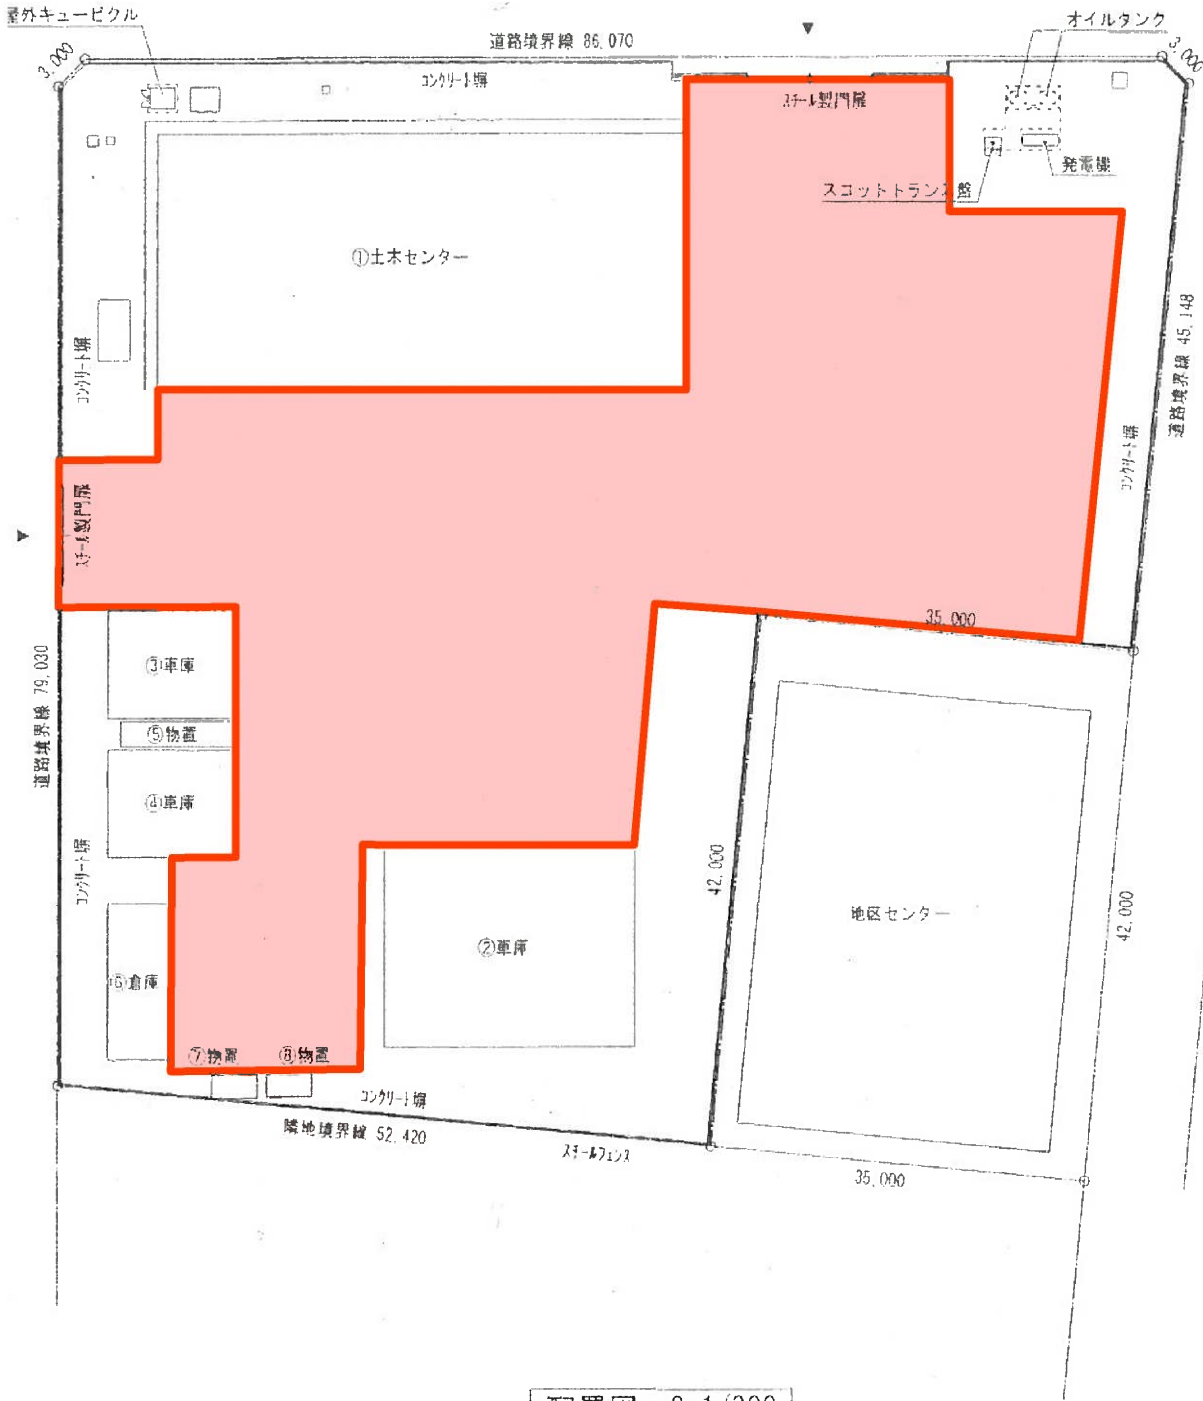 屋外キュービクル
オイルタンク
道路境界線 86,070
3,000
3,000
コンクリート塀
スチール製門扉
発電機
スコットトランス盤
①土木センター
道路境界線 45,148
コンクリート塀
コンクリート塀
スチール製門扉
35,000
③車庫
道路境界線 79,030
⑤物置
④車庫
コンクリート塀
42,000
地区センター
42,000
②車庫
⑥倉庫
⑦物置
⑧物置
コンクリート塀
隣地境界線 52,420
スチールフェンス
35,000